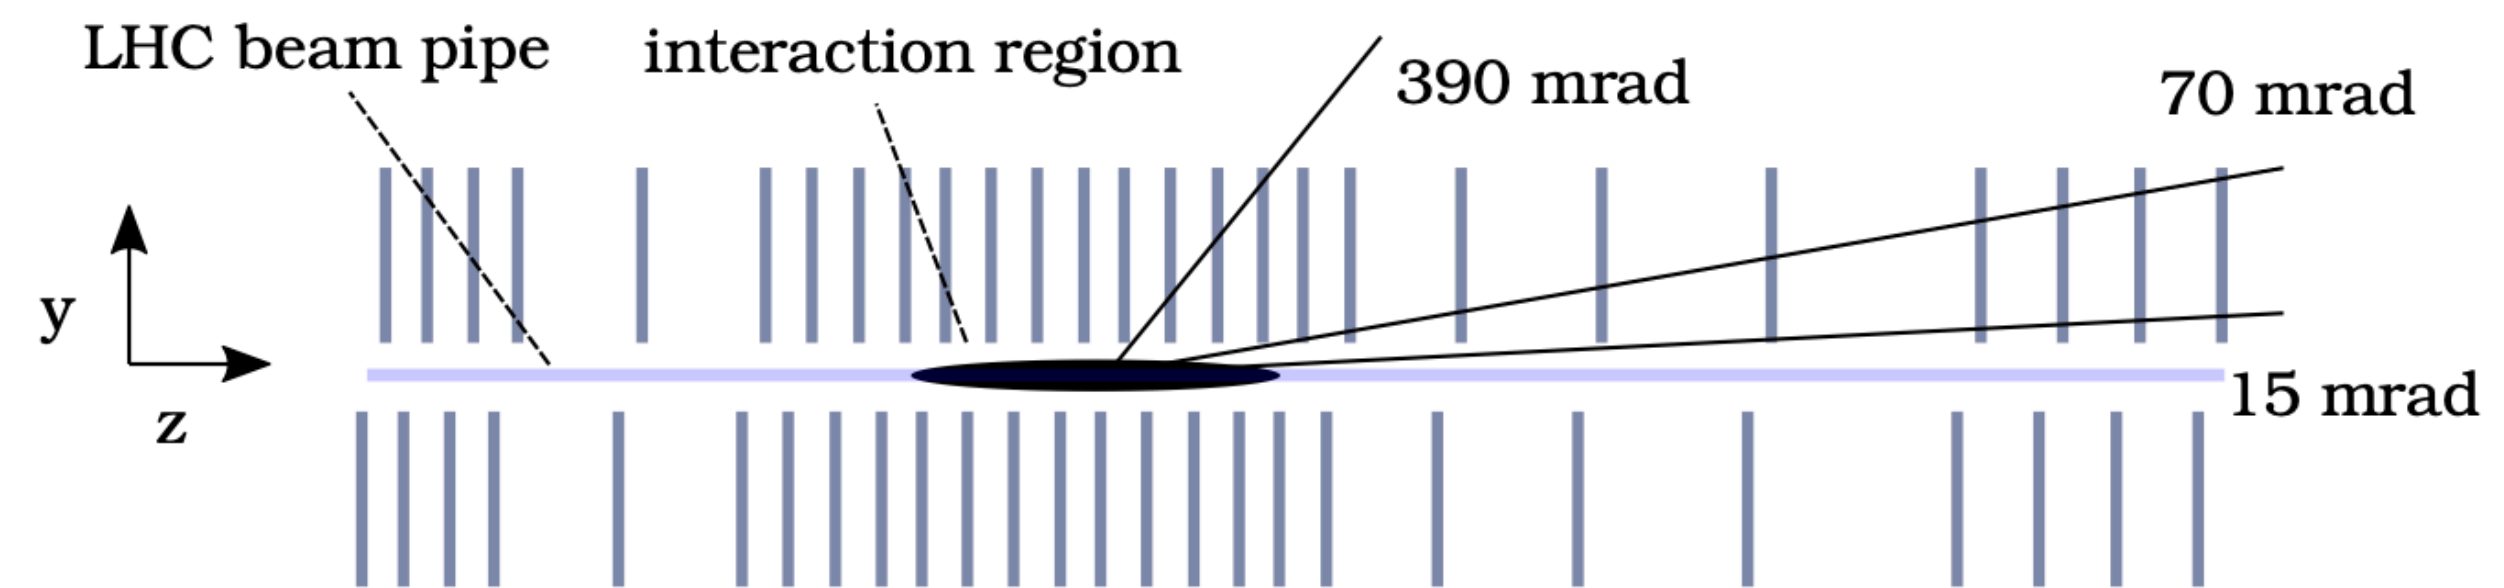 LHC beam pipe
interaction region
390 mrad
70 mrad
y
z
15 mrad